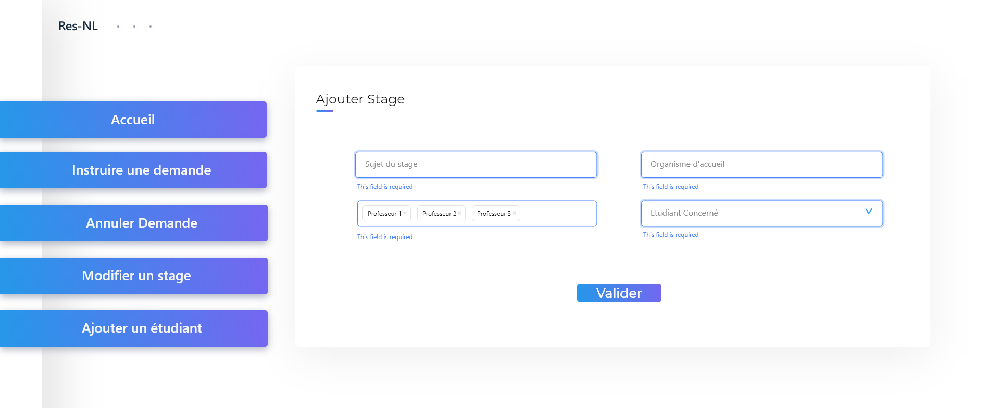 Res-NL
Accueil
Instruire une demande
Annuler Demande
Modifier un stage
Ajouter un étudiant
Ajouter Stage
Sujet du stage
This field is required
Organisme d'accueil
This field is required
Professeur 1 × Professeur 2 × Professeur 3 ×
This field is required
Etudiant Concerné
This field is required
Valider